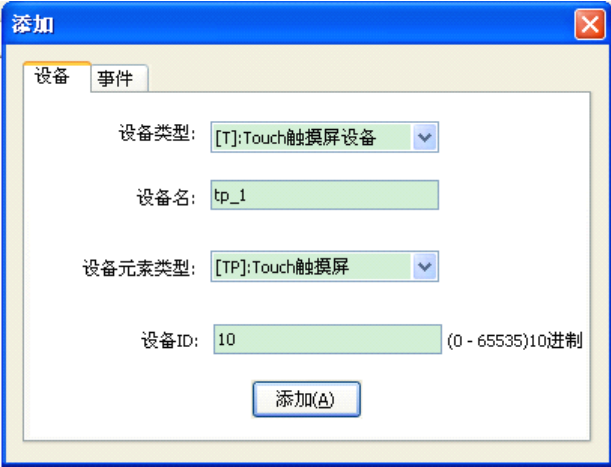 添加
设备 事件
设备类型: [T]:Touch触摸屏设备
设备名: tp_1
设备元素类型: [TP]:Touch触摸屏
设备ID: 10 (0 - 65535)10进制
添加(A)